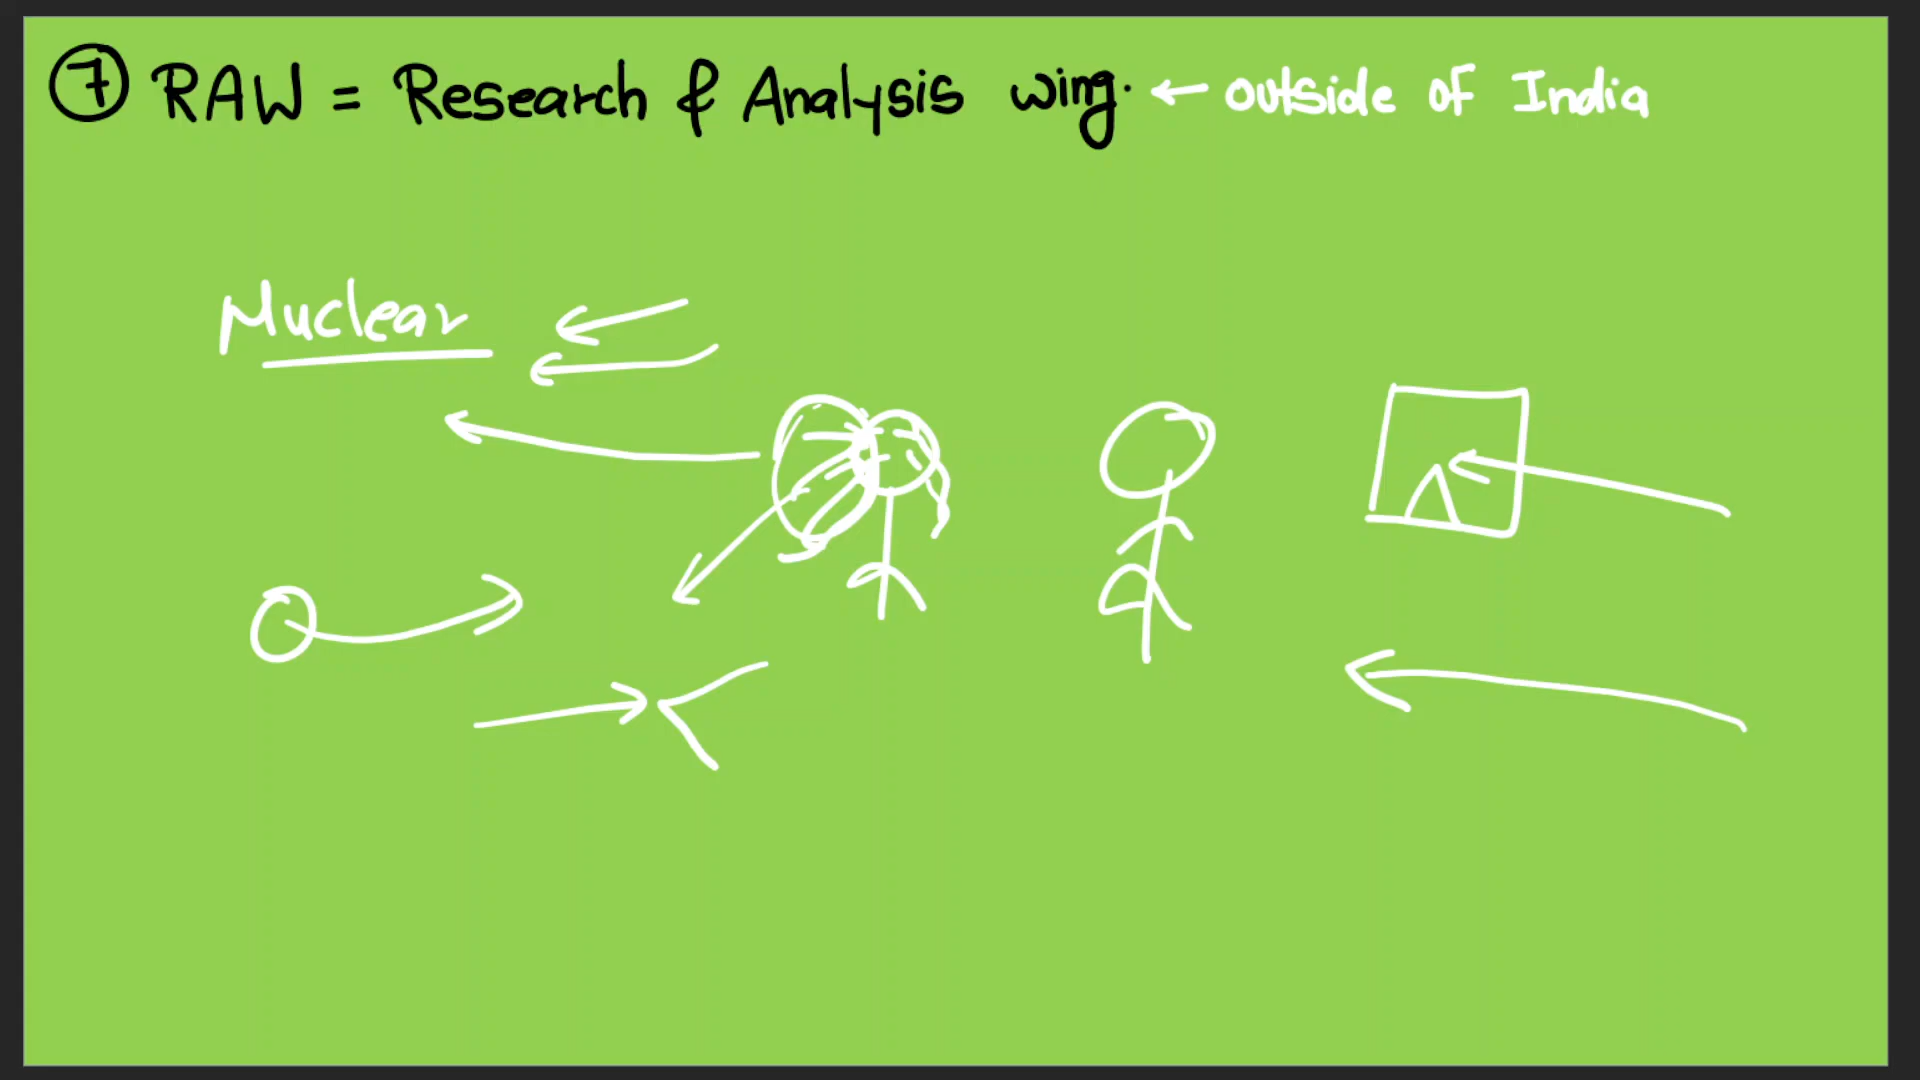 7 RAW = Research & Analysis wing. ← outside of India
Nuclear